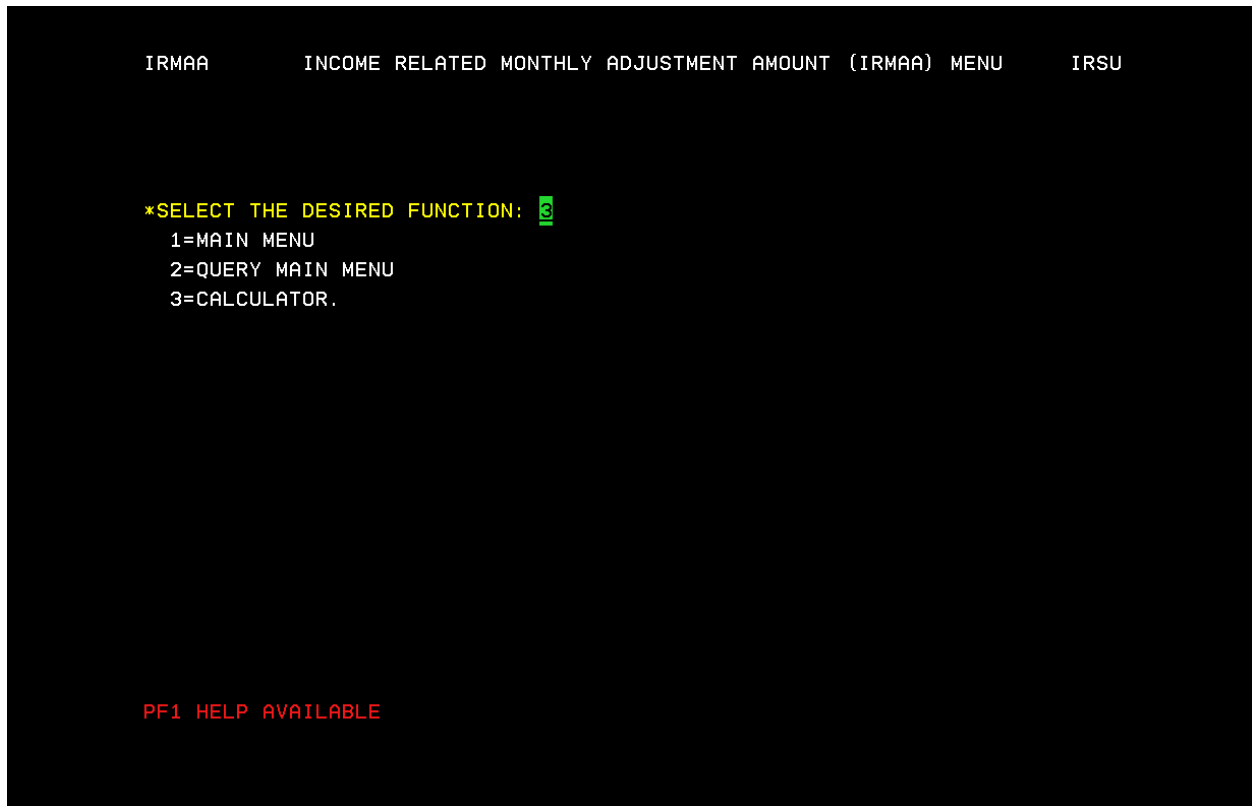 IRMAA INCOME RELATED MONTHLY ADJUSTMENT AMOUNT (IRMAA) MENU IRSU
*SELECT THE DESIRED FUNCTION: 3
1=MAIN MENU
2=QUERY MAIN MENU
3=CALCULATOR.
PF1 HELP AVAILABLE